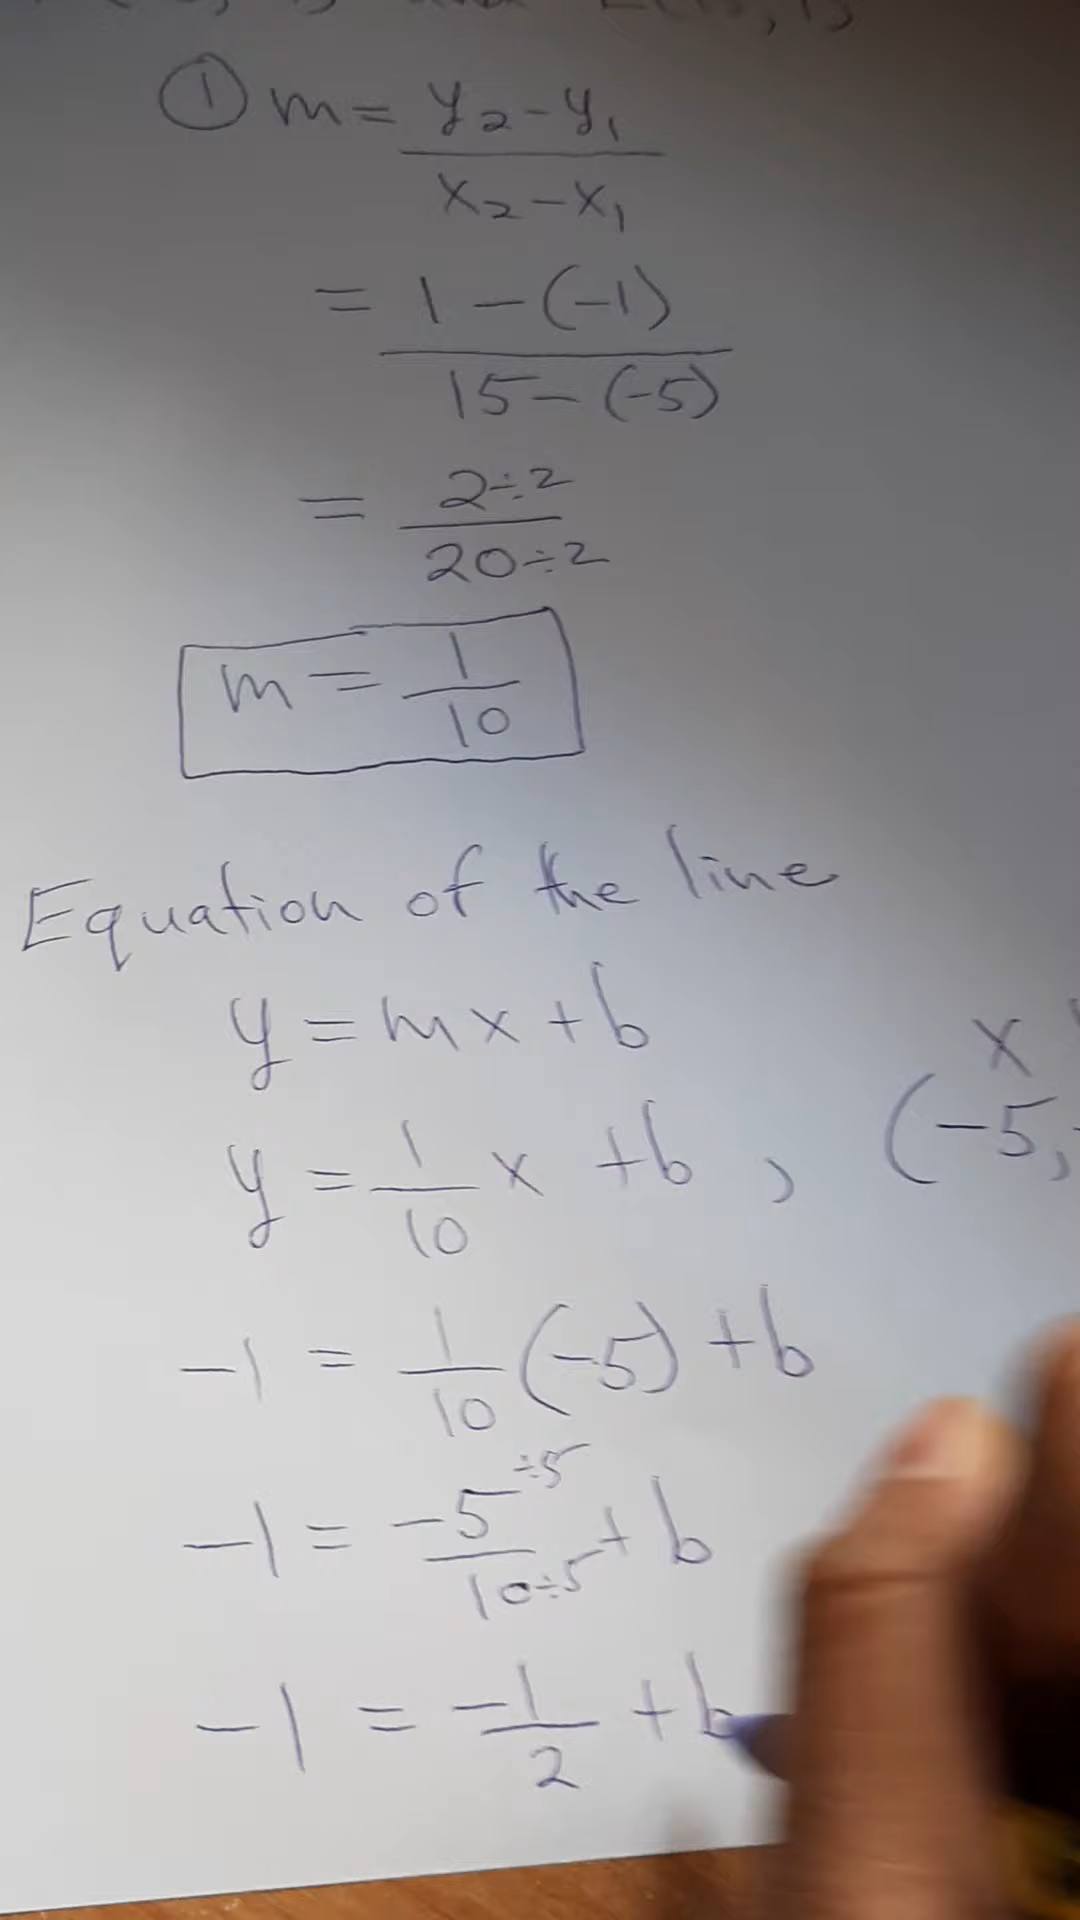 ① m = y₂ - y₁
x₂ - x₁
= 1 - (-1)
15 - (-5)
= 2÷2
20÷2
m = 1
10
Equation of the line
y = mx + b
x
y = 1/10 x + b , (-5,
-1 = 1/10 (-5) + b
-1 = -5÷5 + b
10÷5
-1 = -1/2 + b